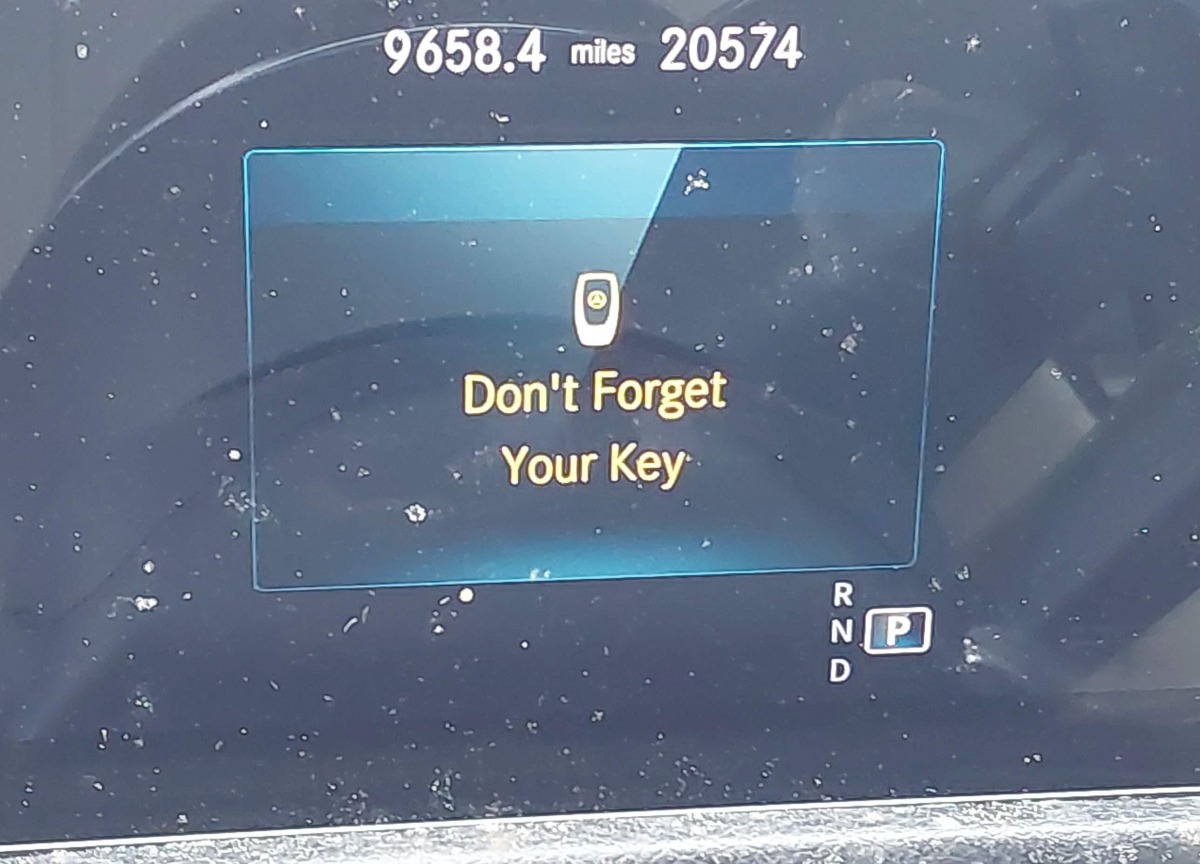 9658.4 miles 20574
Don't Forget
Your Key
R
N P
D